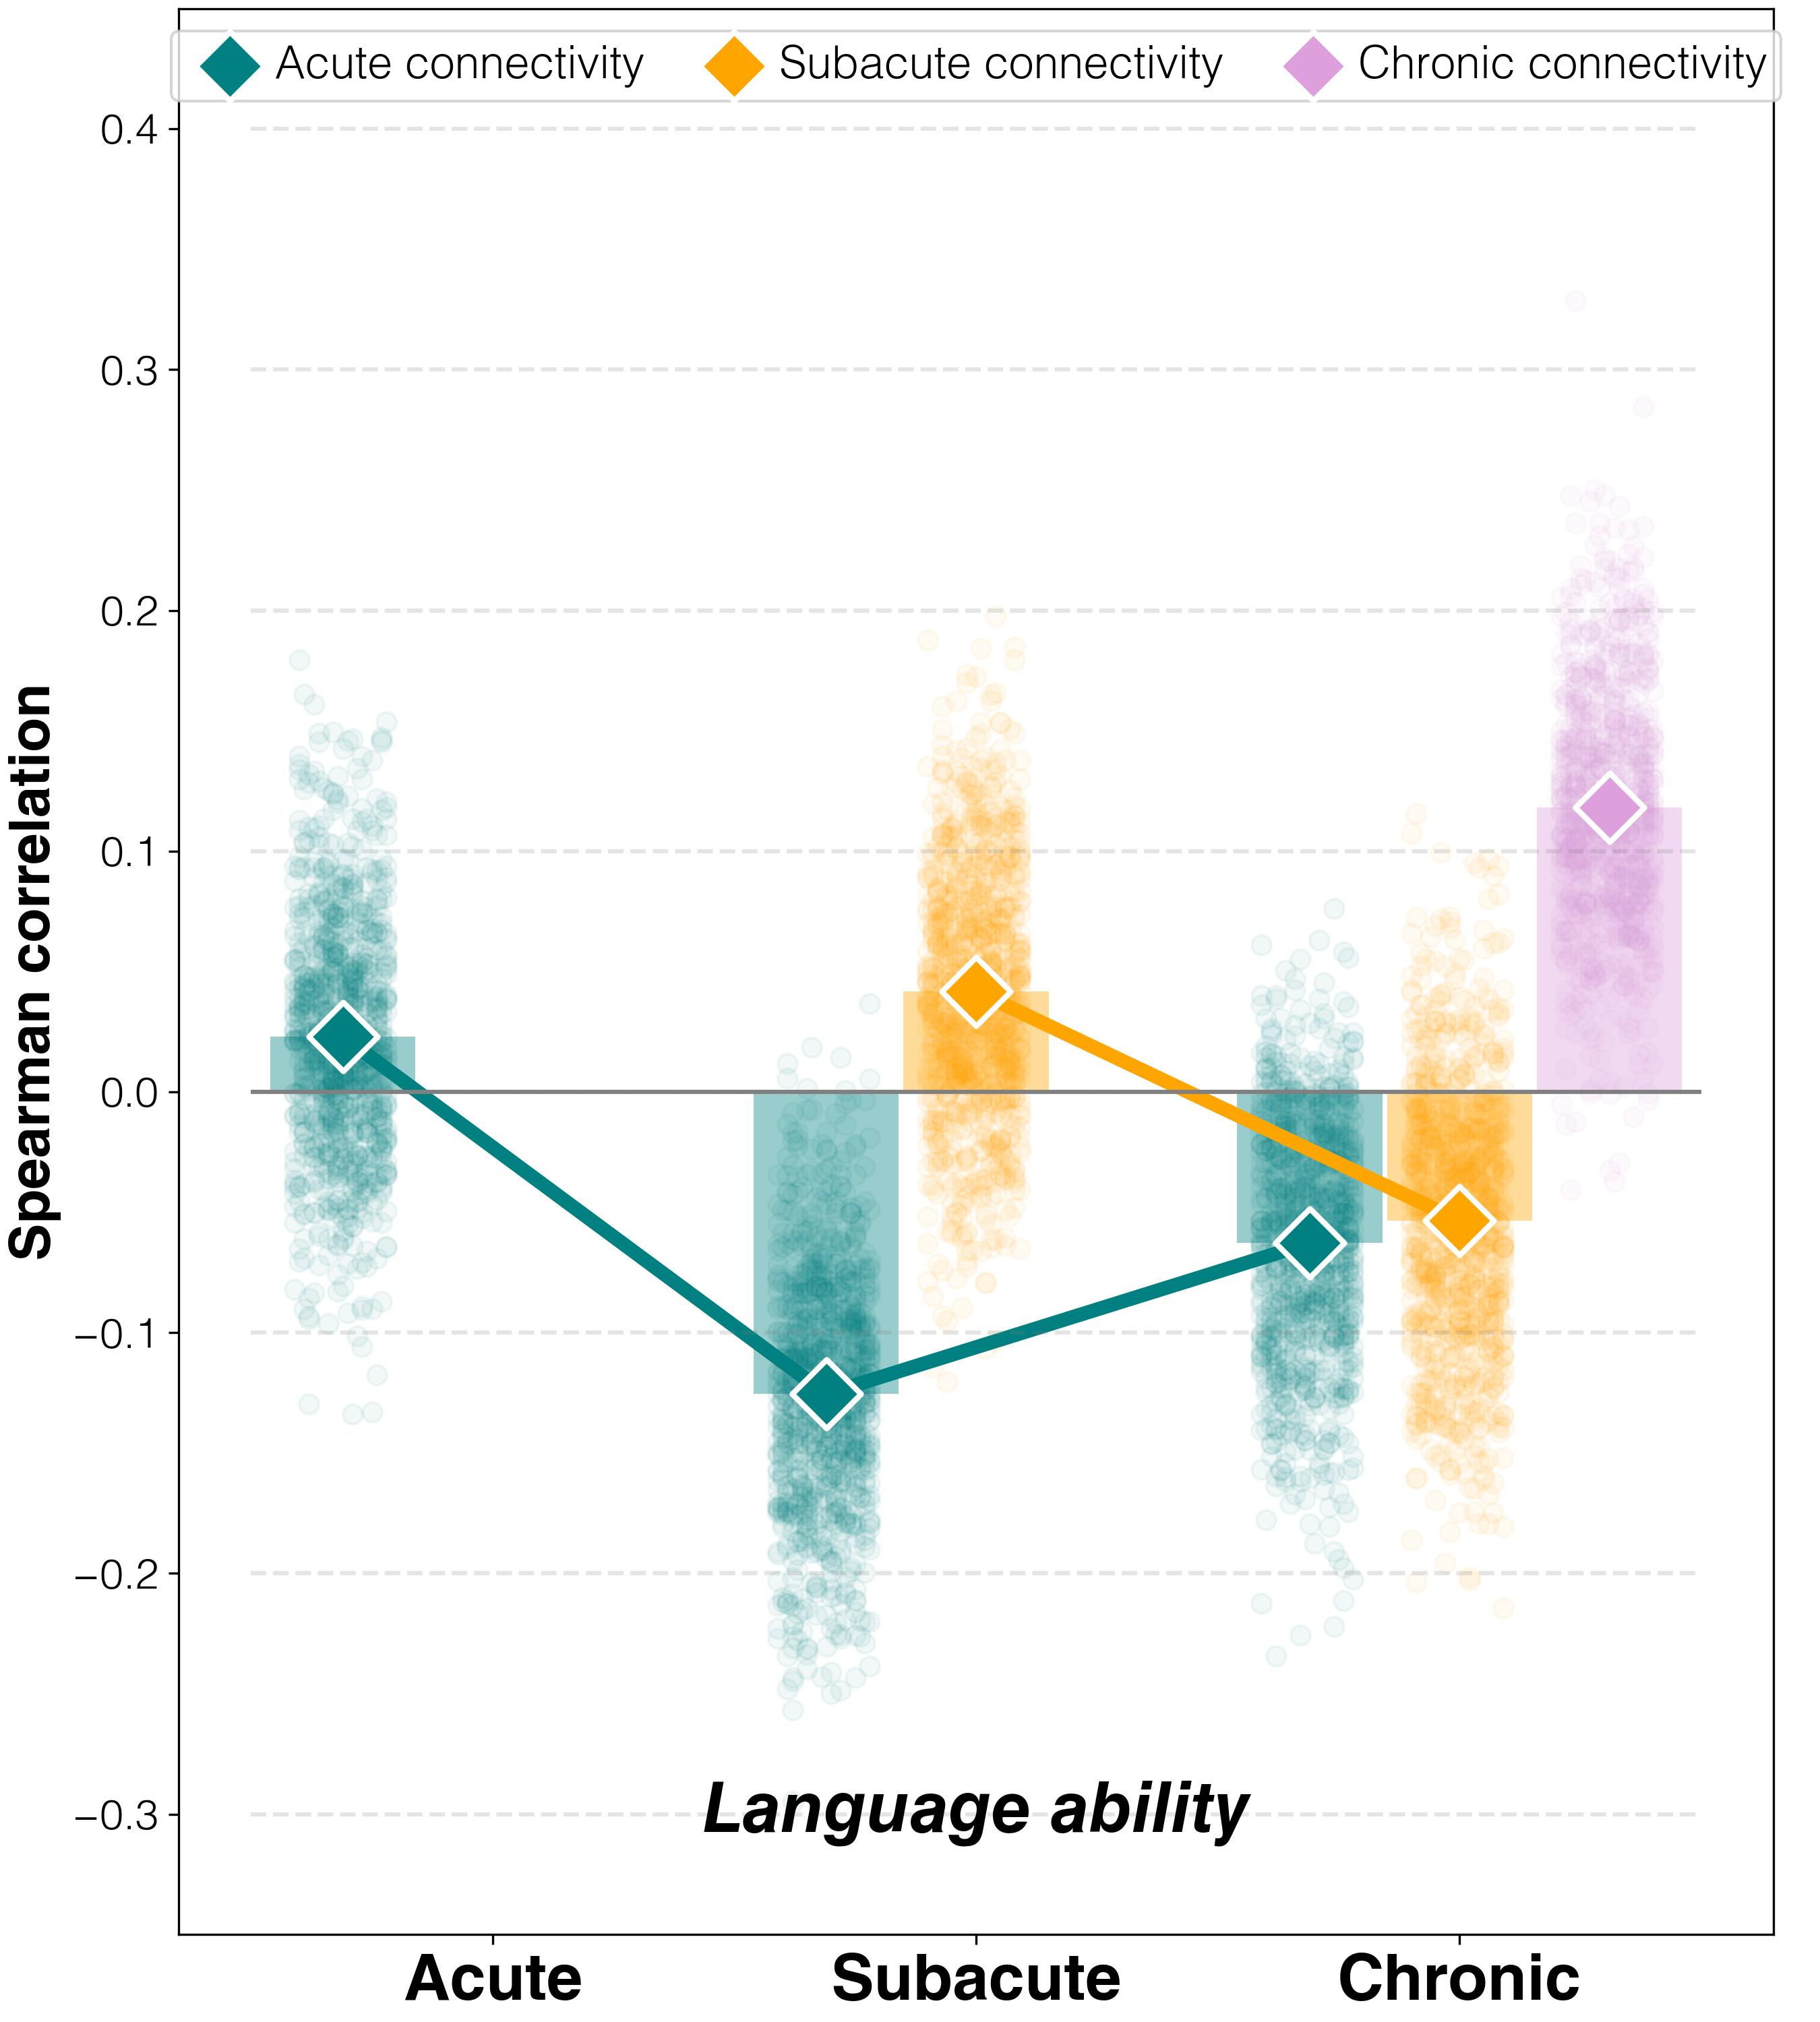 Acute connectivity Subacute connectivity Chronic connectivity
0.4
0.3
0.2
0.1
0.0
−0.1
−0.2
−0.3
Spearman correlation
Language ability
Acute Subacute Chronic